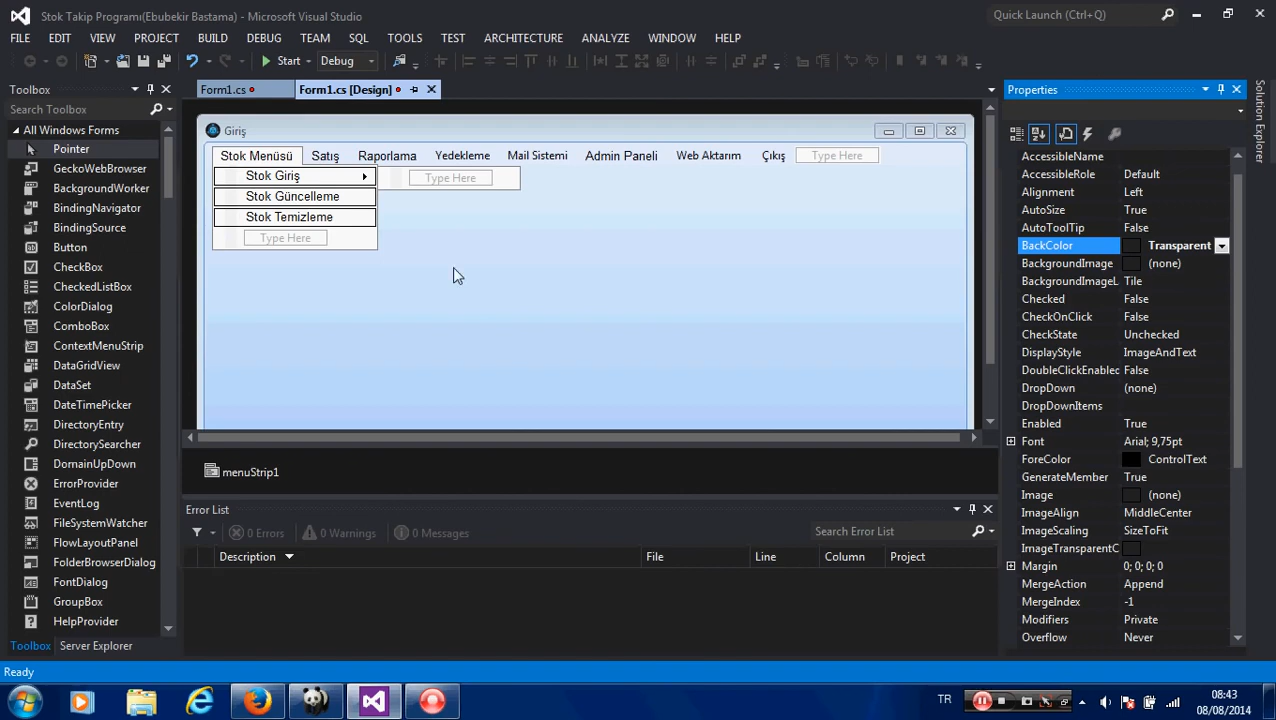 Stok Takip Programı(Ebubekir Bastama) - Microsoft Visual Studio
Quick Launch (Ctrl+Q)
FILE EDIT VIEW PROJECT BUILD DEBUG TEAM SQL TOOLS TEST ARCHITECTURE ANALYZE WINDOW HELP
Start Debug
Toolbox
Search Toolbox
All Windows Forms
Pointer
GeckoWebBrowser
BackgroundWorker
BindingNavigator
BindingSource
Button
CheckBox
CheckedListBox
ColorDialog
ComboBox
ContextMenuStrip
DataGridView
DataSet
DateTimePicker
DirectoryEntry
DirectorySearcher
DomainUpDown
ErrorProvider
EventLog
FileSystemWatcher
FlowLayoutPanel
FolderBrowserDialog
FontDialog
GroupBox
HelpProvider
Toolbox Server Explorer
Form1.cs
Form1.cs [Design]
Giriş
Stok Menüsü Satış Raporlama Yedekleme Mail Sistemi Admin Paneli Web Aktarım Çıkış Type Here
Stok Giriş Type Here
Stok Güncelleme
Stok Temizleme
Type Here
menuStrip1
Error List
0 Errors 0 Warnings 0 Messages Search Error List
Description File Line Column Project
Properties
AccessibleName
AccessibleRole Default
Alignment Left
AutoSize True
AutoToolTip False
BackColor Transparent
BackgroundImage (none)
BackgroundImageL Tile
Checked False
CheckOnClick False
CheckState Unchecked
DisplayStyle ImageAndText
DoubleClickEnabled False
DropDown (none)
DropDownItems
Enabled True
Font Arial; 9,75pt
ForeColor ControlText
GenerateMember True
Image (none)
ImageAlign MiddleCenter
ImageScaling SizeToFit
ImageTransparentC
Margin 0; 0; 0; 0
MergeAction Append
MergeIndex -1
Modifiers Private
Overflow Never
Solution Explorer
Ready
TR
08:43
08/08/2014